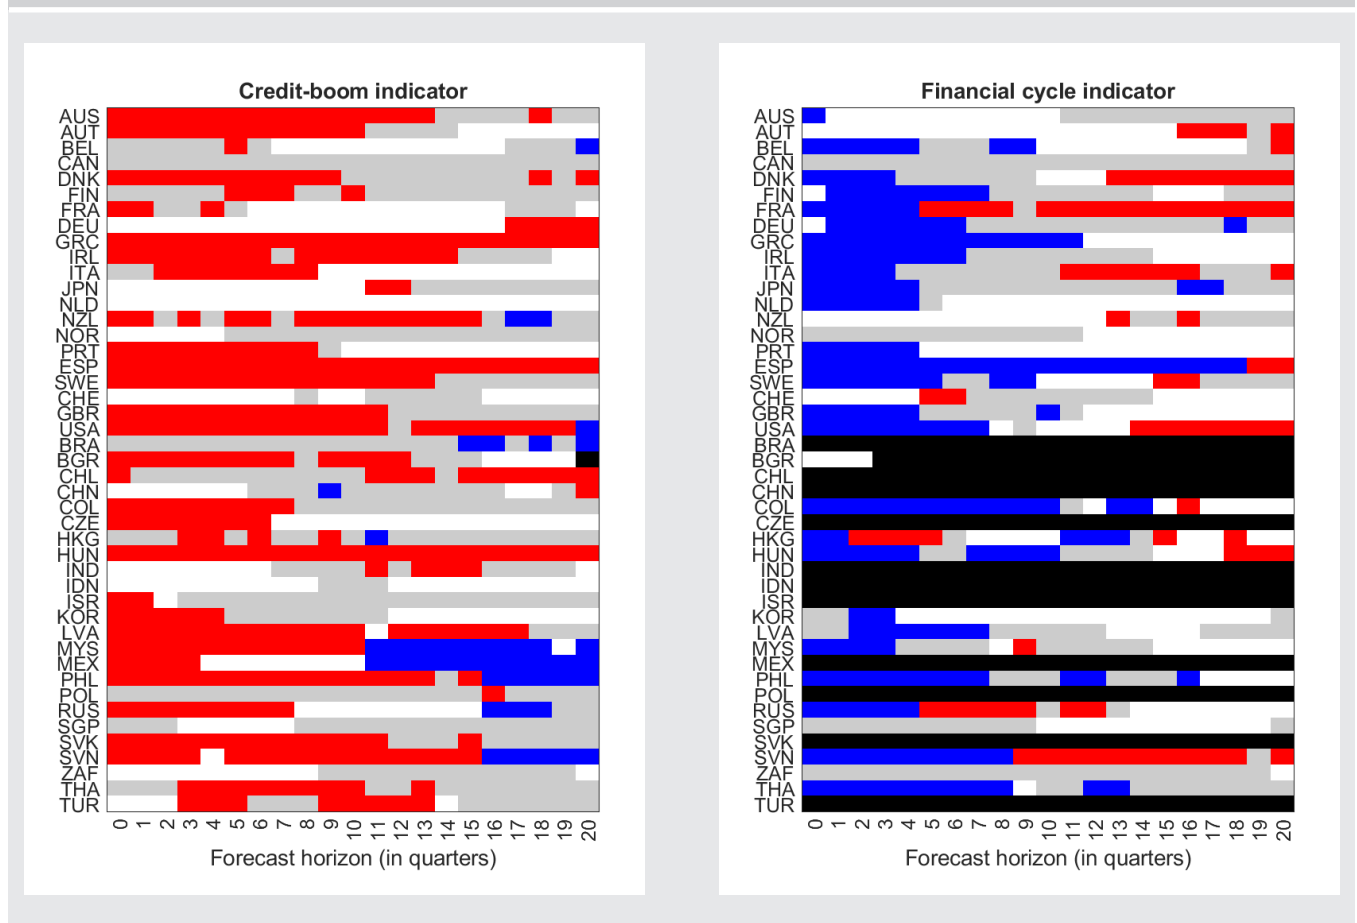 Credit-boom indicator
AUS
AUT
BEL
CAN
DNK
FIN
FRA
DEU
GRC
IRL
ITA
JPN
NLD
NZL
NOR
PRT
ESP
SWE
CHE
GBR
USA
BRA
BGR
CHL
CHN
COL
CZE
HKG
HUN
IND
IDN
ISR
KOR
LVA
MYS
MEX
PHL
POL
RUS
SGP
SVK
SVN
ZAF
THA
TUR
0 1 2 3 4 5 6 7 8 9 10 11 12 13 14 15 16 17 18 19 20
Forecast horizon (in quarters)
Financial cycle indicator
AUS
AUT
BEL
CAN
DNK
FIN
FRA
DEU
GRC
IRL
ITA
JPN
NLD
NZL
NOR
PRT
ESP
SWE
CHE
GBR
USA
BRA
BGR
CHL
CHN
COL
CZE
HKG
HUN
IND
IDN
ISR
KOR
LVA
MYS
MEX
PHL
POL
RUS
SGP
SVK
SVN
ZAF
THA
TUR
0 1 2 3 4 5 6 7 8 9 10 11 12 13 14 15 16 17 18 19 20
Forecast horizon (in quarters)